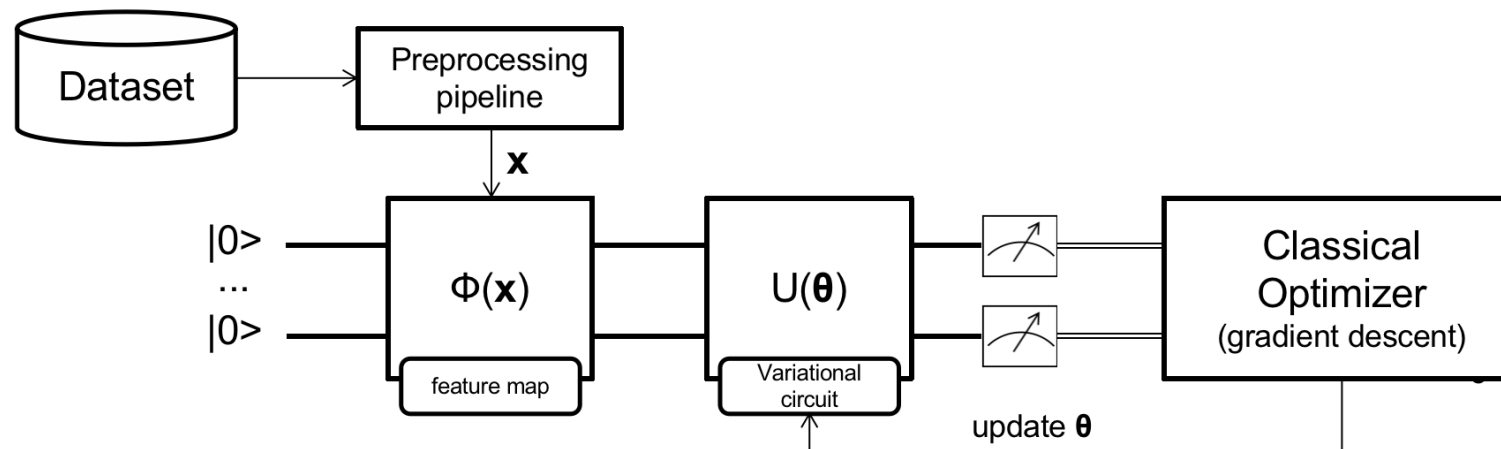 Dataset
Preprocessing
pipeline
x
|0>
...
|0>
Φ(x)
feature map
U(θ)
Variational
circuit
Classical
Optimizer
(gradient descent)
update θ